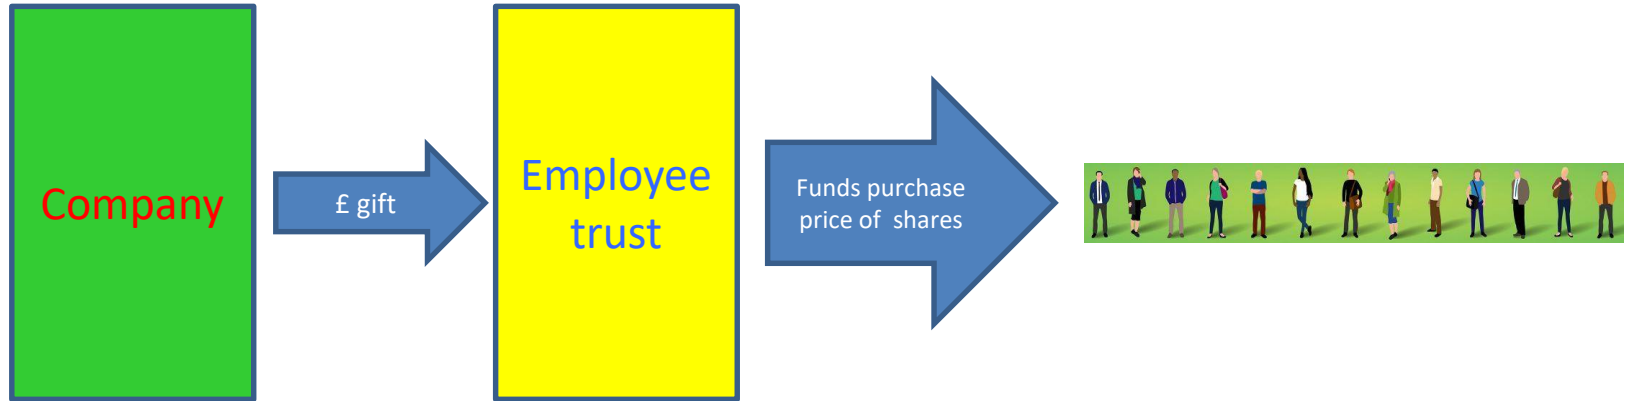 Company
£ gift
Employee
trust
Funds purchase
price of  shares